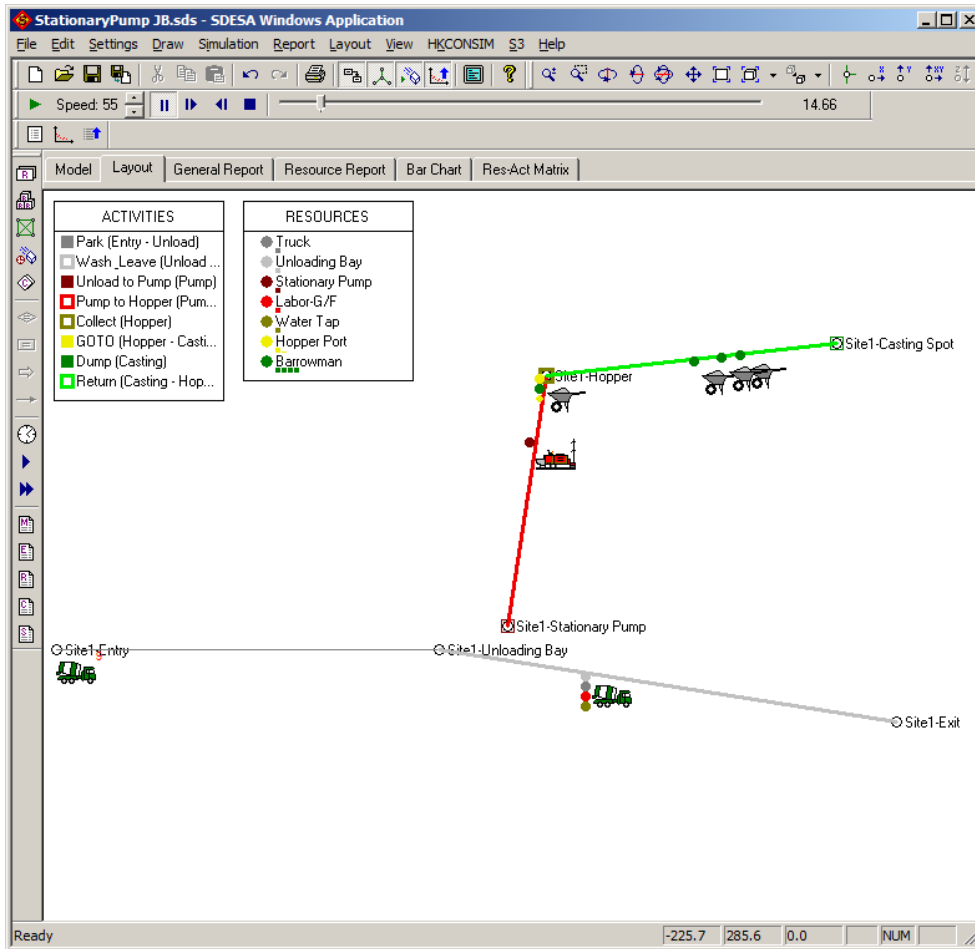 StationaryPump JB.sds - SDESA Windows Application
File Edit Settings Draw Simulation Report Layout View HKCONSIM S3 Help
Speed: 55 14.66
Model Layout General Report Resource Report Bar Chart Res-Act Matrix
ACTIVITIES
Park (Entry - Unload)
Wash_Leave (Unload ...
Unload to Pump (Pump)
Pump to Hopper (Pum...
Collect (Hopper)
GOTO (Hopper - Casti...
Dump (Casting)
Return (Casting - Hop...
RESOURCES
Truck
Unloading Bay
Stationary Pump
Labor-G/F
Water Tap
Hopper Port
Barrowman
Site1-Casting Spot
Site1-Hopper
Site1-Stationary Pump
Site1-Entry
Site1-Unloading Bay
Site1-Exit
Ready -225.7 285.6 0.0 NUM